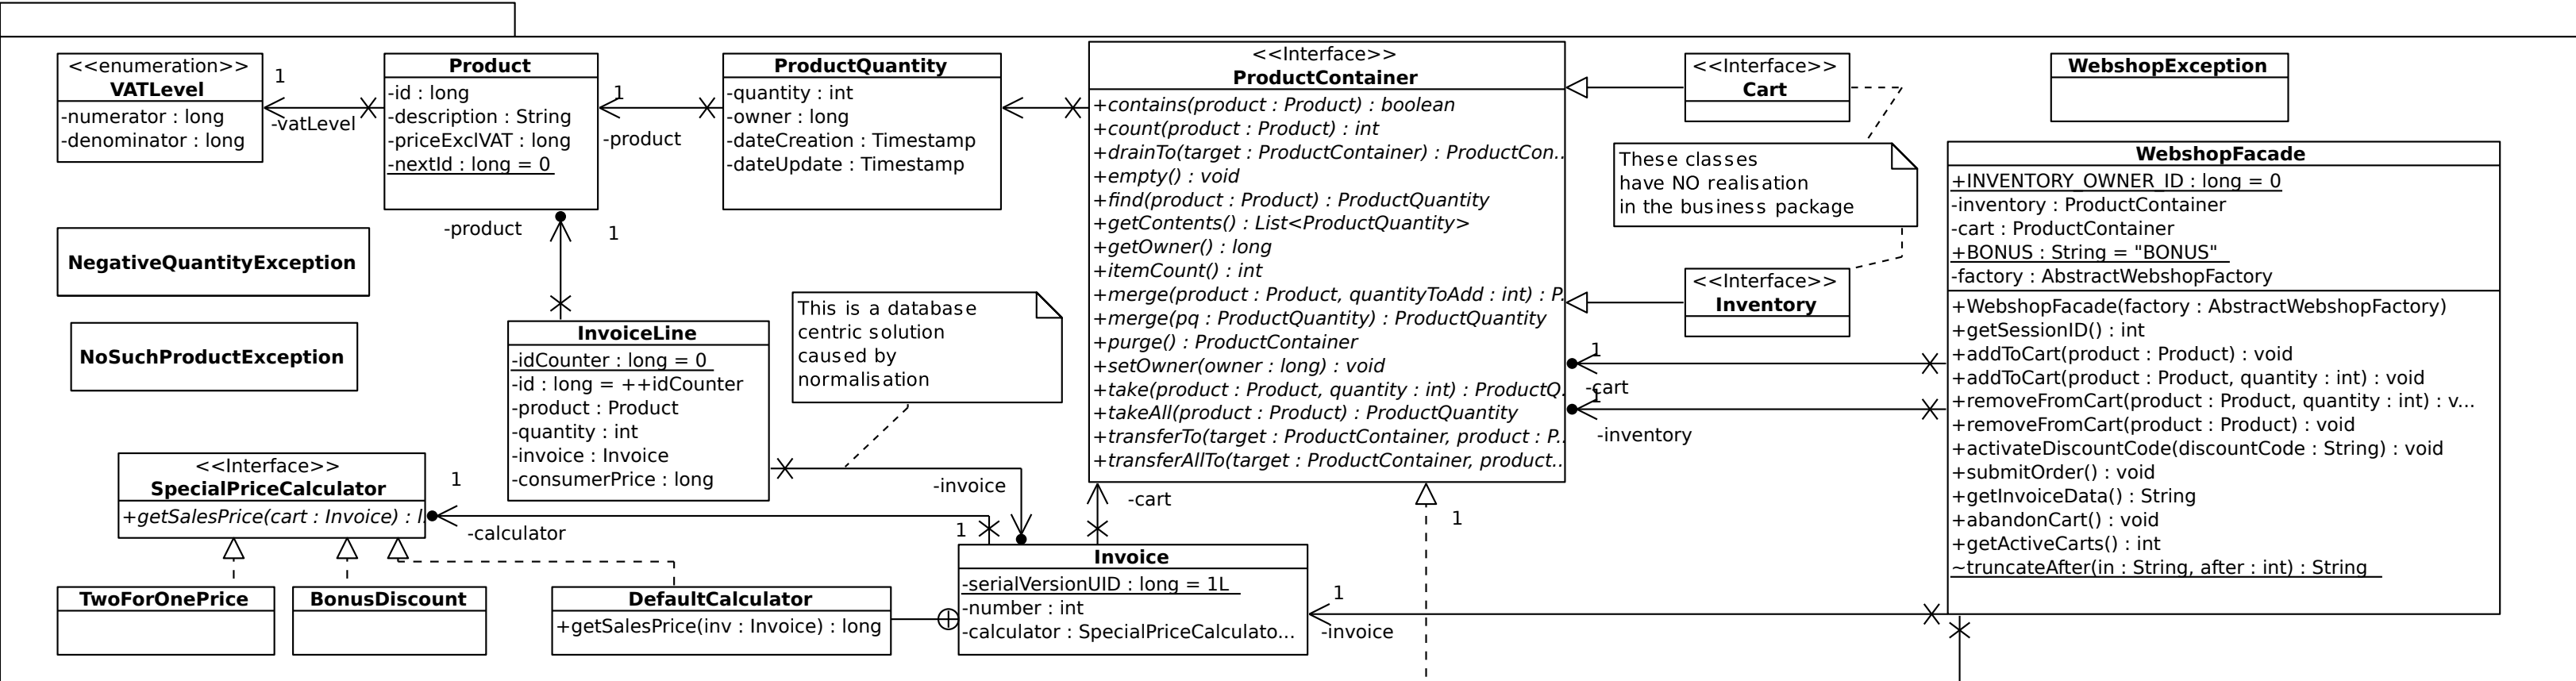 <<enumeration>>
VATLevel
-numerator : long
-denominator : long
1
-vatLevel
Product
-id : long
-description : String
-priceExclVAT : long
-nextId : long = 0
1
-product
ProductQuantity
-quantity : int
-owner : long
-dateCreation : Timestamp
-dateUpdate : Timestamp
<<Interface>>
ProductContainer
+contains(product : Product) : boolean
+count(product : Product) : int
+drainTo(target : ProductContainer) : ProductCon..
+empty() : void
+find(product : Product) : ProductQuantity
+getContents() : List<ProductQuantity>
+getOwner() : long
+itemCount() : int
+merge(product : Product, quantityToAdd : int) : P.
+merge(pq : ProductQuantity) : ProductQuantity
+purge() : ProductContainer
+setOwner(owner : long) : void
+take(product : Product, quantity : int) : ProductQ.
+takeAll(product : Product) : ProductQuantity
+transferTo(target : ProductContainer, product : P..
+transferAllTo(target : ProductContainer, product...
<<Interface>>
Cart
These classes
have NO realisation
in the business package
<<Interface>>
Inventory
1
-cart
1
-inventory
WebshopException
WebshopFacade
+INVENTORY_OWNER_ID : long = 0
-inventory : ProductContainer
-cart : ProductContainer
+BONUS : String = "BONUS"
-factory : AbstractWebshopFactory
+WebshopFacade(factory : AbstractWebshopFactory)
+getSessionID() : int
+addToCart(product : Product) : void
+addToCart(product : Product, quantity : int) : void
+removeFromCart(product : Product, quantity : int) : v...
+removeFromCart(product : Product) : void
+activateDiscountCode(discountCode : String) : void
+submitOrder() : void
+getInvoiceData() : String
+abandonCart() : void
+getActiveCarts() : int
~truncateAfter(in : String, after : int) : String
-product
1
NegativeQuantityException
NoSuchProductException
InvoiceLine
-idCounter : long = 0
-id : long = ++idCounter
-product : Product
-quantity : int
-invoice : Invoice
-consumerPrice : long
This is a database
centric solution
caused by
normalisation
<<Interface>>
SpecialPriceCalculator
+getSalesPrice(cart : Invoice) : l.
1
-calculator
-invoice
1
-cart
1
TwoForOnePrice
BonusDiscount
DefaultCalculator
+getSalesPrice(inv : Invoice) : long
Invoice
-serialVersionUID : long = 1L
-number : int
-calculator : SpecialPriceCalculato...
1
-invoice